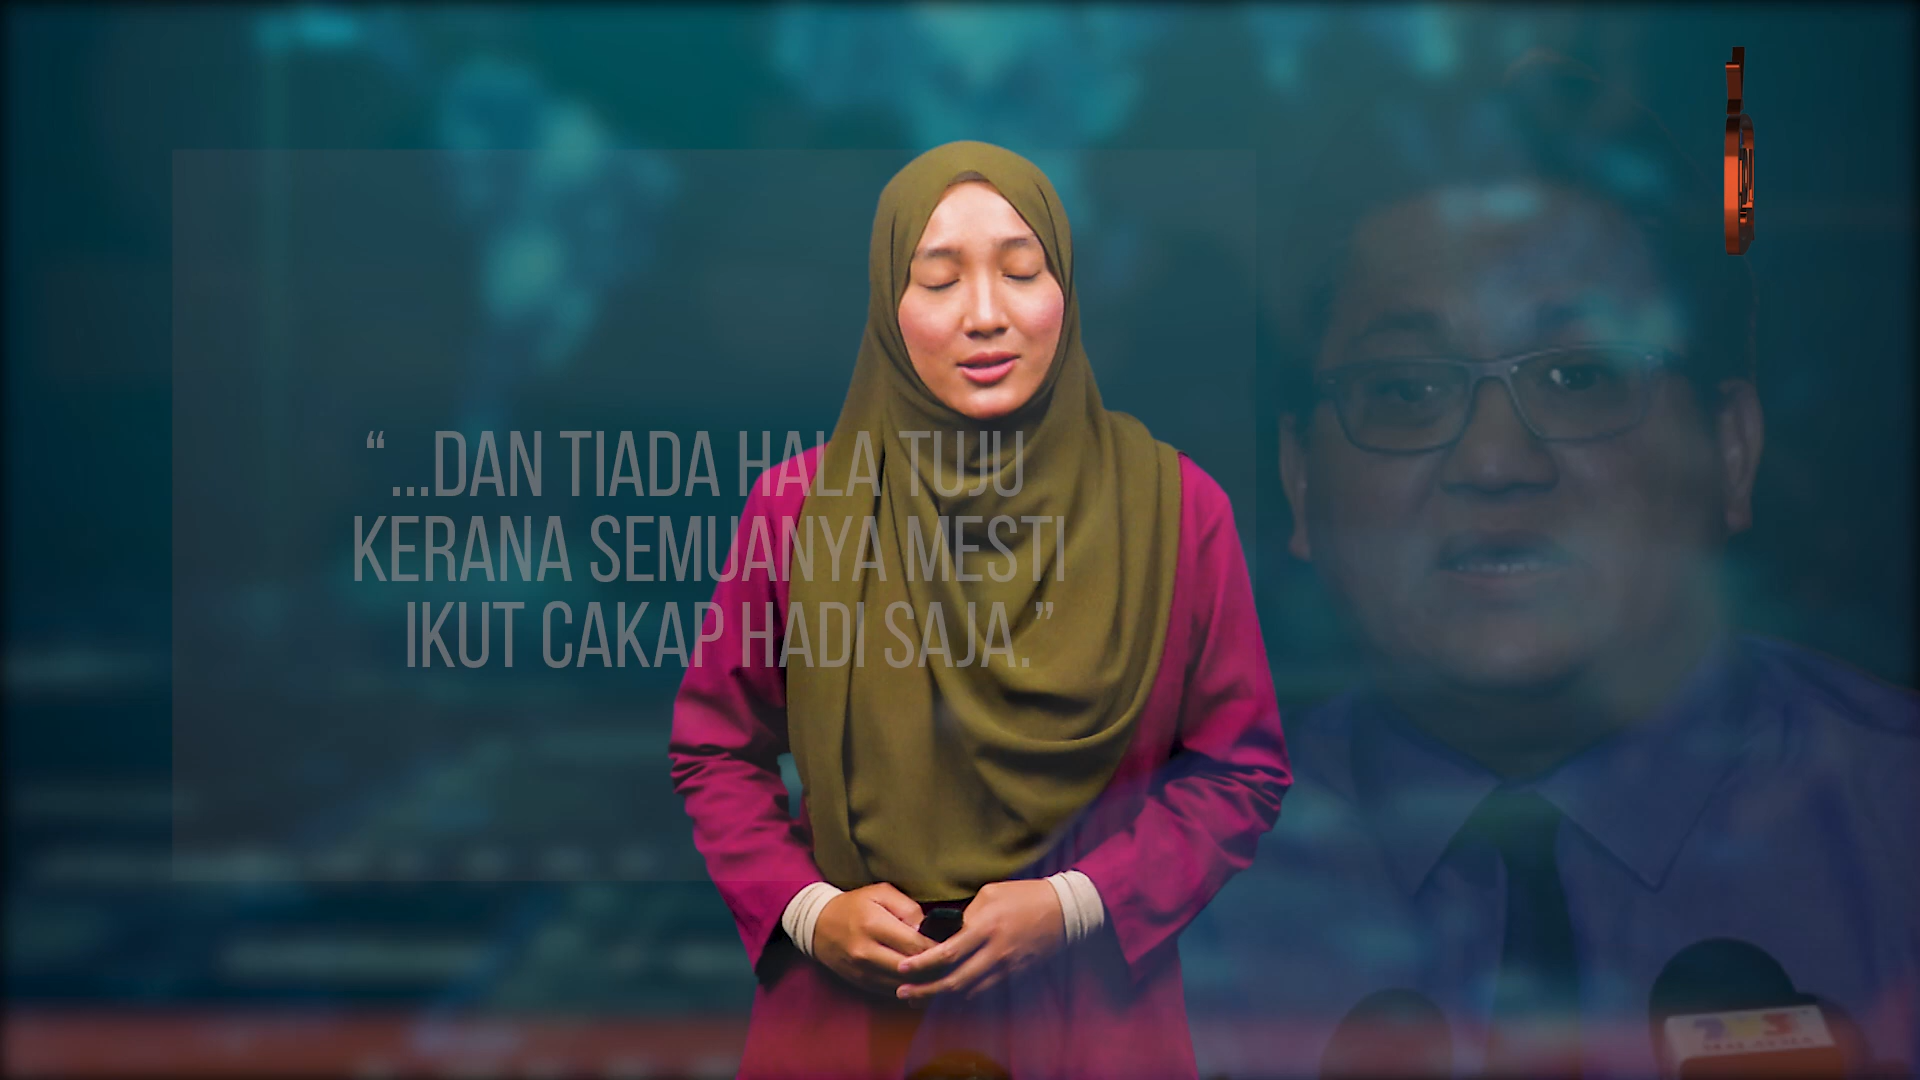 “ ...DAN TIADA HALA TUJU
KERANA SEMUANYA MESTI
IKUT CAKAP HADI SAJA.”